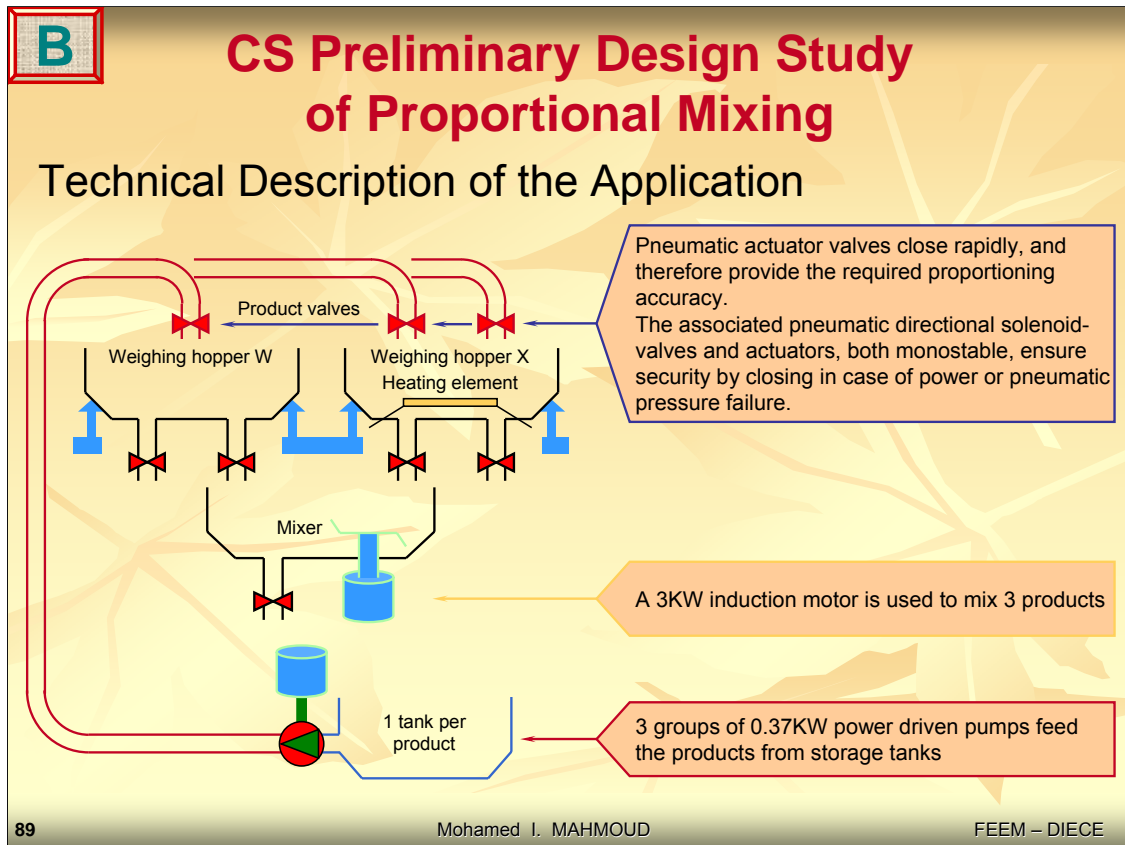 B
CS Preliminary Design Study
of Proportional Mixing
Technical Description of the Application
Pneumatic actuator valves close rapidly, and
therefore provide the required proportioning
accuracy.
The associated pneumatic directional solenoid-
valves and actuators, both monostable, ensure
security by closing in case of power or pneumatic
pressure failure.
Product valves
Weighing hopper W
Weighing hopper X
Heating element
Mixer
A 3KW induction motor is used to mix 3 products
1 tank per
product
3 groups of 0.37KW power driven pumps feed
the products from storage tanks
89
Mohamed I. MAHMOUD
FEEM – DIECE